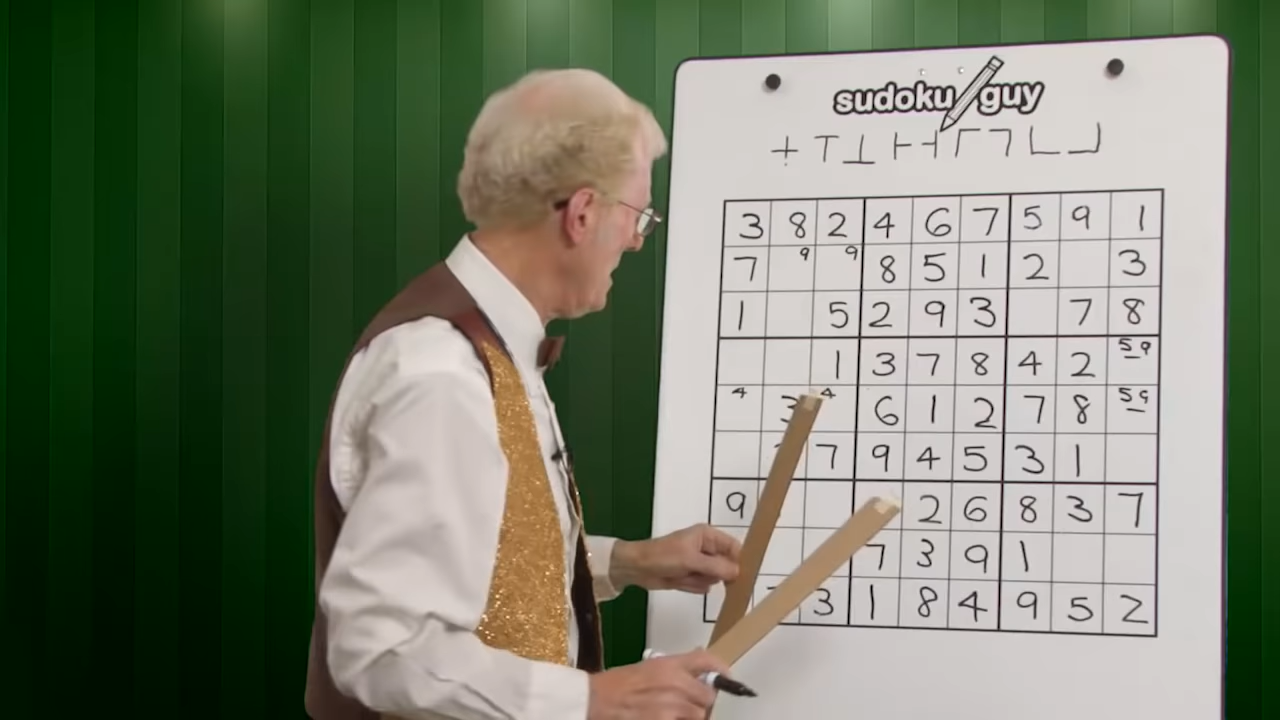 sudoku guy
3 8 2 4 6 7 5 9 1
7 9 9 8 5 1 2 3
1 5 2 9 3 7 8
1 3 7 8 4 2 59
4 3 4 6 1 2 7 8 59
7 9 4 5 3 1
9 2 6 8 3 7
7 3 9 1
3 1 8 4 9 5 2